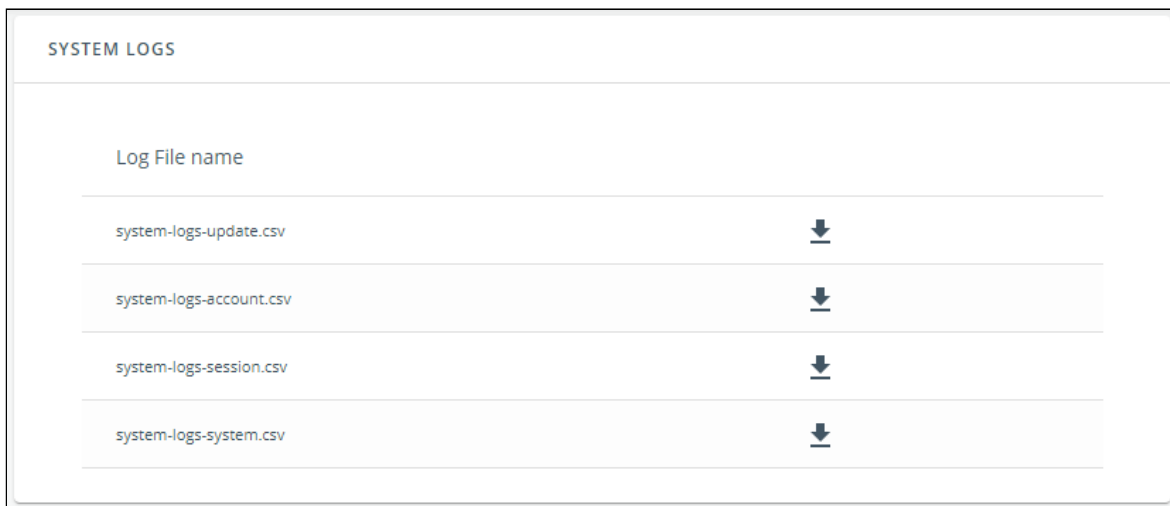 SYSTEM LOGS
Log File name
system-logs-update.csv
system-logs-account.csv
system-logs-session.csv
system-logs-system.csv